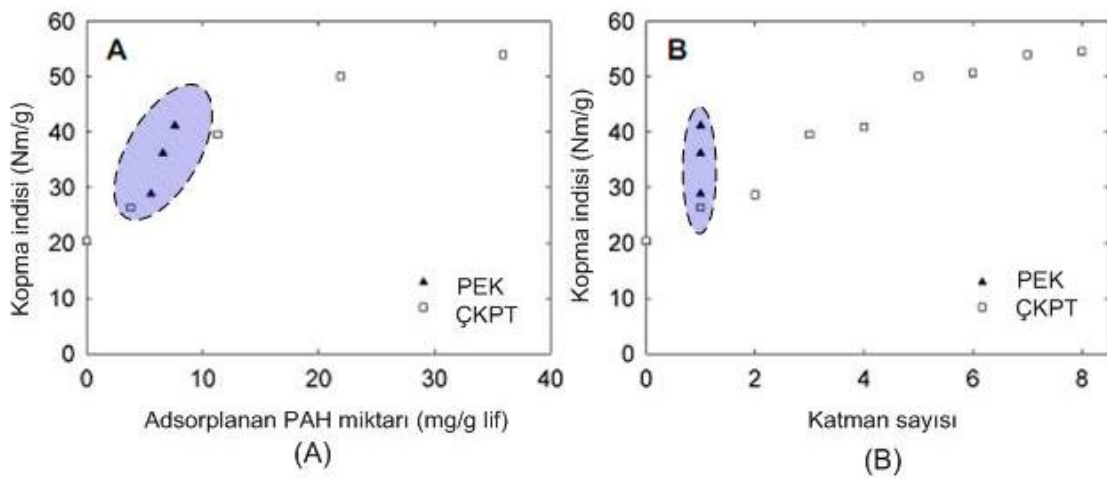 A
Kopma indisi (Nm/g)
60
50
40
30
20
10
0
PEK
ÇKPT
0 10 20 30 40
Adsorplanan PAH miktarı (mg/g lif)
(A)
B
Kopma indisi (Nm/g)
60
50
40
30
20
10
0
PEK
ÇKPT
0 2 4 6 8
Katman sayısı
(B)